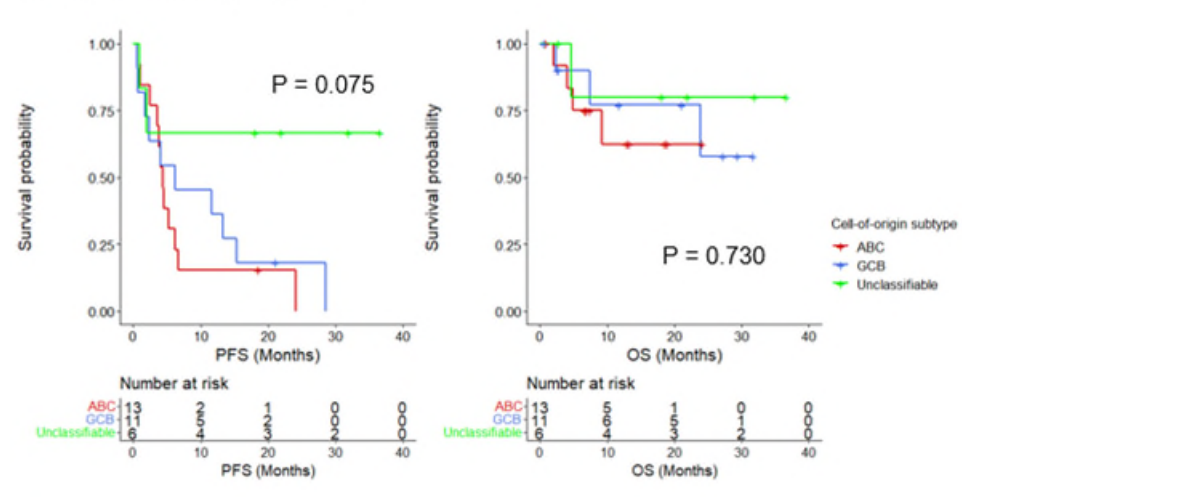 P = 0.075
Survival probability
1.00
0.75
0.50
0.25
0.00
0 10 20 30 40
PFS (Months)
Number at risk
ABC 13 2 1 0 0
GCB 11 5 2 0 0
Unclassifiable 6 4 3 2 0
0 10 20 30 40
PFS (Months)
P = 0.730
Survival probability
1.00
0.75
0.50
0.25
0.00
0 10 20 30 40
OS (Months)
Number at risk
ABC 13 5 1 0 0
GCB 11 6 5 1 0
Unclassifiable 6 4 3 2 0
0 10 20 30 40
OS (Months)
Cell-of-origin subtype
ABC
GCB
Unclassifiable